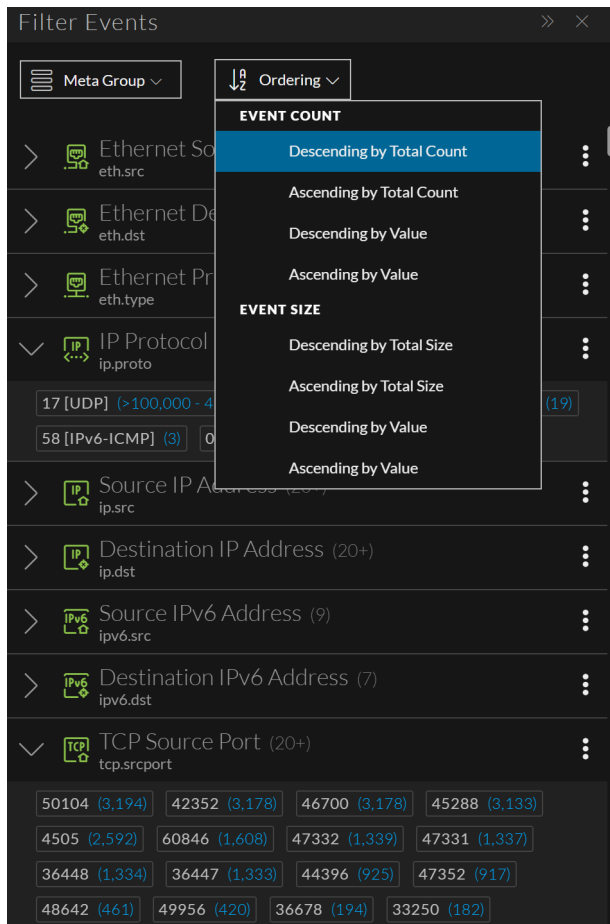 Filter Events
Meta Group
Ordering
EVENT COUNT
Descending by Total Count
Ascending by Total Count
Descending by Value
Ascending by Value
EVENT SIZE
Descending by Total Size
Ascending by Total Size
Descending by Value
Ascending by Value
Ethernet So
eth.src
Ethernet De
eth.dst
Ethernet Pr
eth.type
IP Protocol
ip.proto
17 [UDP] (>100,000 - 4 (19)
58 [IPv6-ICMP] (3) 0
Source IP Address (20+)
ip.src
Destination IP Address (20+)
ip.dst
Source IPv6 Address (9)
ipv6.src
Destination IPv6 Address (7)
ipv6.dst
TCP Source Port (20+)
tcp.srcport
50104 (3,194) 42352 (3,178) 46700 (3,178) 45288 (3,133)
4505 (2,592) 60846 (1,608) 47332 (1,339) 47331 (1,337)
36448 (1,334) 36447 (1,333) 44396 (925) 47352 (917)
48642 (461) 49956 (420) 36678 (194) 33250 (182)